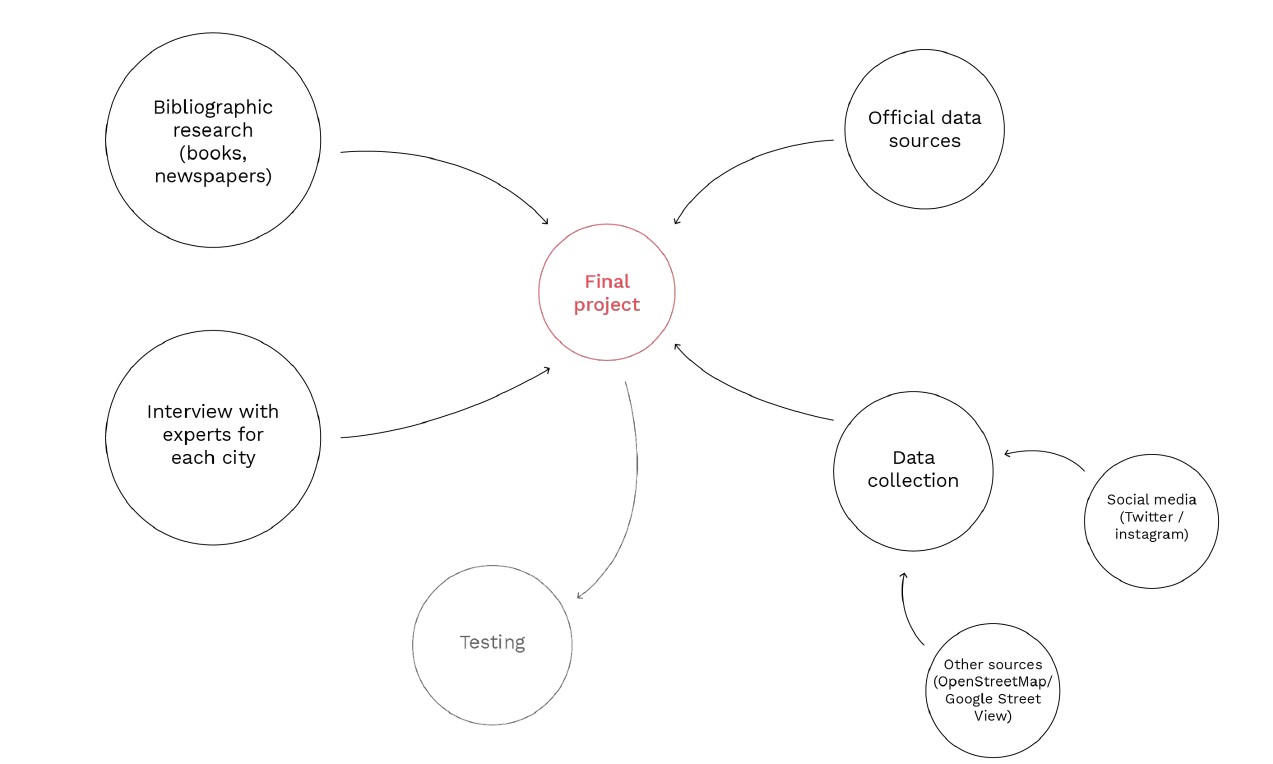 Bibliographic
research
(books,
newspapers)
Official data
sources
Final
project
Interview with
experts for
each city
Data
collection
Social media
(Twitter /
instagram)
Testing
Other sources
(OpenStreetMap/
Google Street
View)